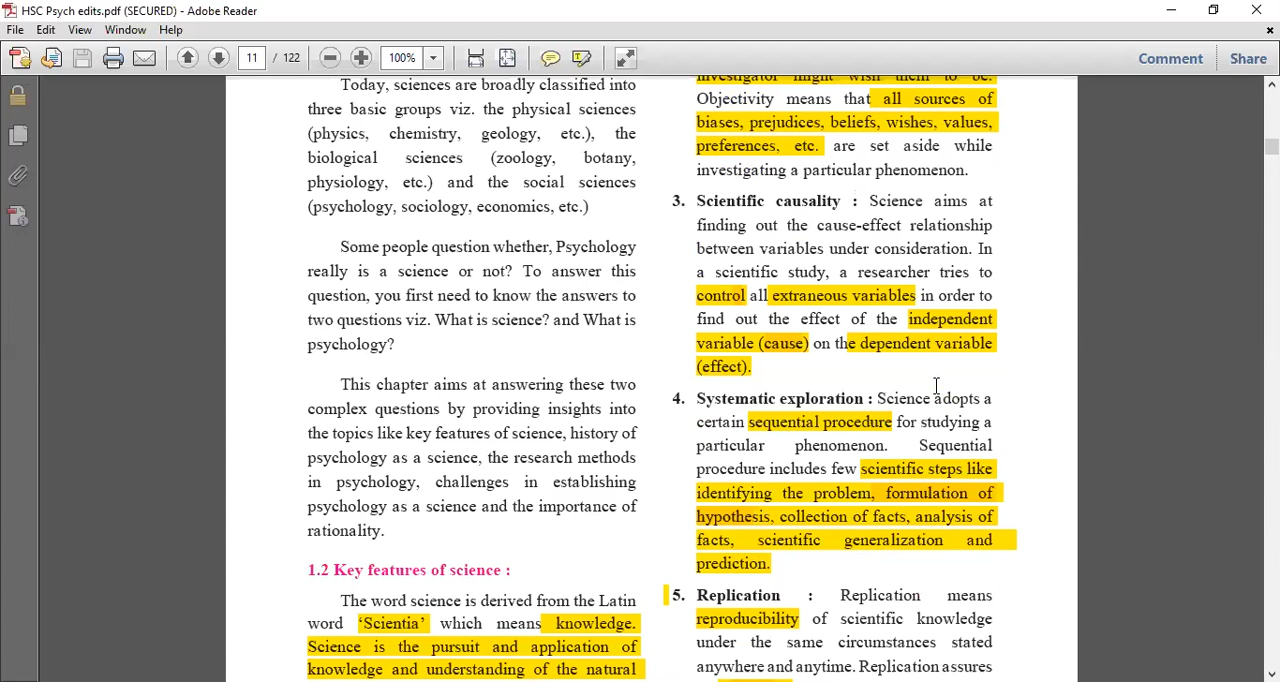 HSC Psych edits.pdf (SECURED) - Adobe Reader
File Edit View Window Help
11 / 122 100% Comment Share
Today, sciences are broadly classified into
three basic groups viz. the physical sciences
(physics, chemistry, geology, etc.), the
biological sciences (zoology, botany,
physiology, etc.) and the social sciences
(psychology, sociology, economics, etc.)
Some people question whether, Psychology
really is a science or not? To answer this
question, you first need to know the answers to
two questions viz. What is science? and What is
psychology?
This chapter aims at answering these two
complex questions by providing insights into
the topics like key features of science, history of
psychology as a science, the research methods
in psychology, challenges in establishing
psychology as a science and the importance of
rationality.
1.2 Key features of science :
The word science is derived from the Latin
word ‘Scientia’ which means knowledge.
Science is the pursuit and application of
knowledge and understanding of the natural
investigator might wish them to be.
Objectivity means that all sources of
biases, prejudices, beliefs, wishes, values,
preferences, etc. are set aside while
investigating a particular phenomenon.
3. Scientific causality : Science aims at
finding out the cause-effect relationship
between variables under consideration. In
a scientific study, a researcher tries to
control all extraneous variables in order to
find out the effect of the independent
variable (cause) on the dependent variable
(effect).
4. Systematic exploration : Science adopts a
certain sequential procedure for studying a
particular phenomenon. Sequential
procedure includes few scientific steps like
identifying the problem, formulation of
hypothesis, collection of facts, analysis of
facts, scientific generalization and
prediction.
5. Replication : Replication means
reproducibility of scientific knowledge
under the same circumstances stated
anywhere and anytime. Replication assures